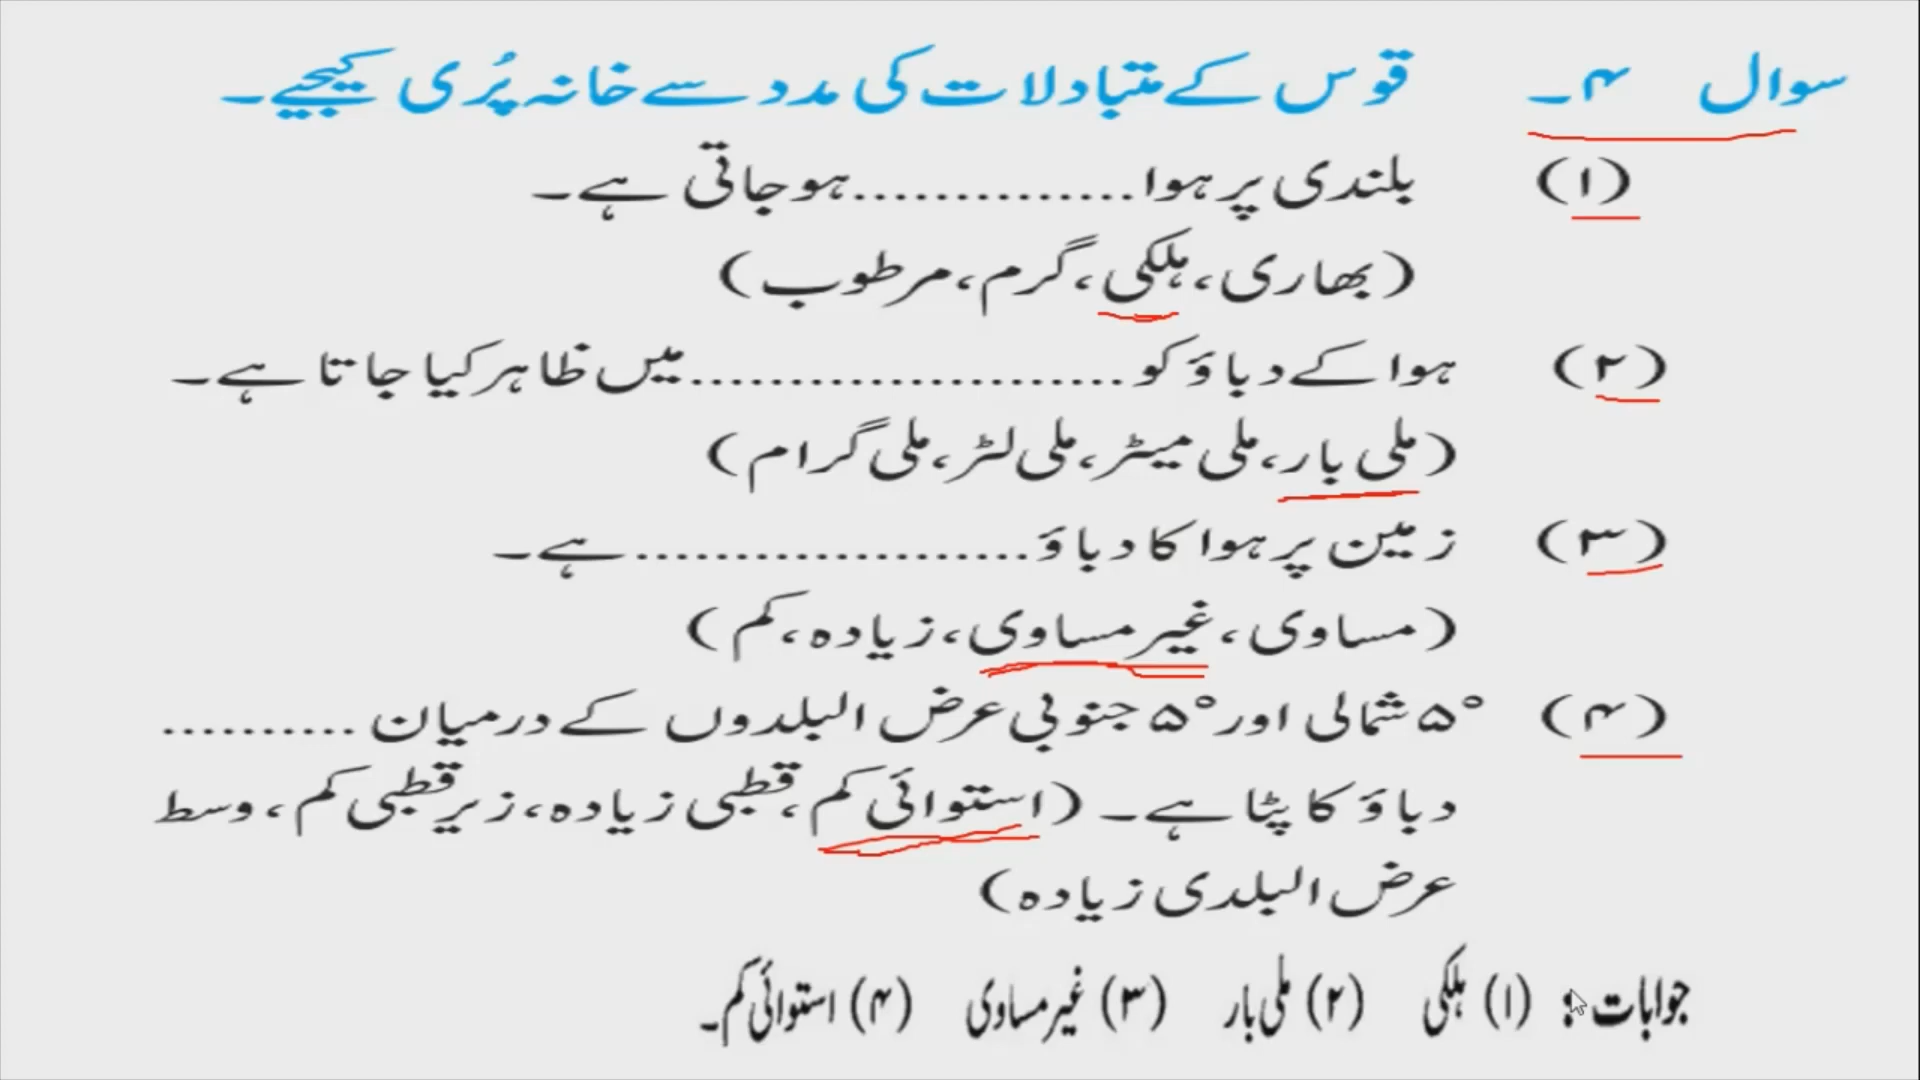 سوال ۴۔ قوس کے متبادلات کی مدد سے خانہ پُری کیجیے۔
(۱) بلندی پر ہوا..............ہوجاتی ہے۔
(بھاری، ہلکی، گرم، مرطوب)
(۲) ہوا کے دباؤ کو......................میں ظاہر کیا جاتا ہے۔
(ملی بار، ملی میٹر، ملی لٹر، ملی گرام)
(۳) زمین پر ہوا کا دباؤ....................ہے۔
(مساوی، غیر مساوی، زیادہ، کم)
(۴) ۵° شمالی اور ۵° جنوبی عرض البلدوں کے درمیان ..........
دباؤ کا پٹا ہے۔ (استوائی کم، قطبی زیادہ، زیرِ قطبی کم، وسط
عرض البلدی زیادہ)
جوابات: (۱) ہلکی (۲) ملی بار (۳) غیر مساوی (۴) استوائی کم۔